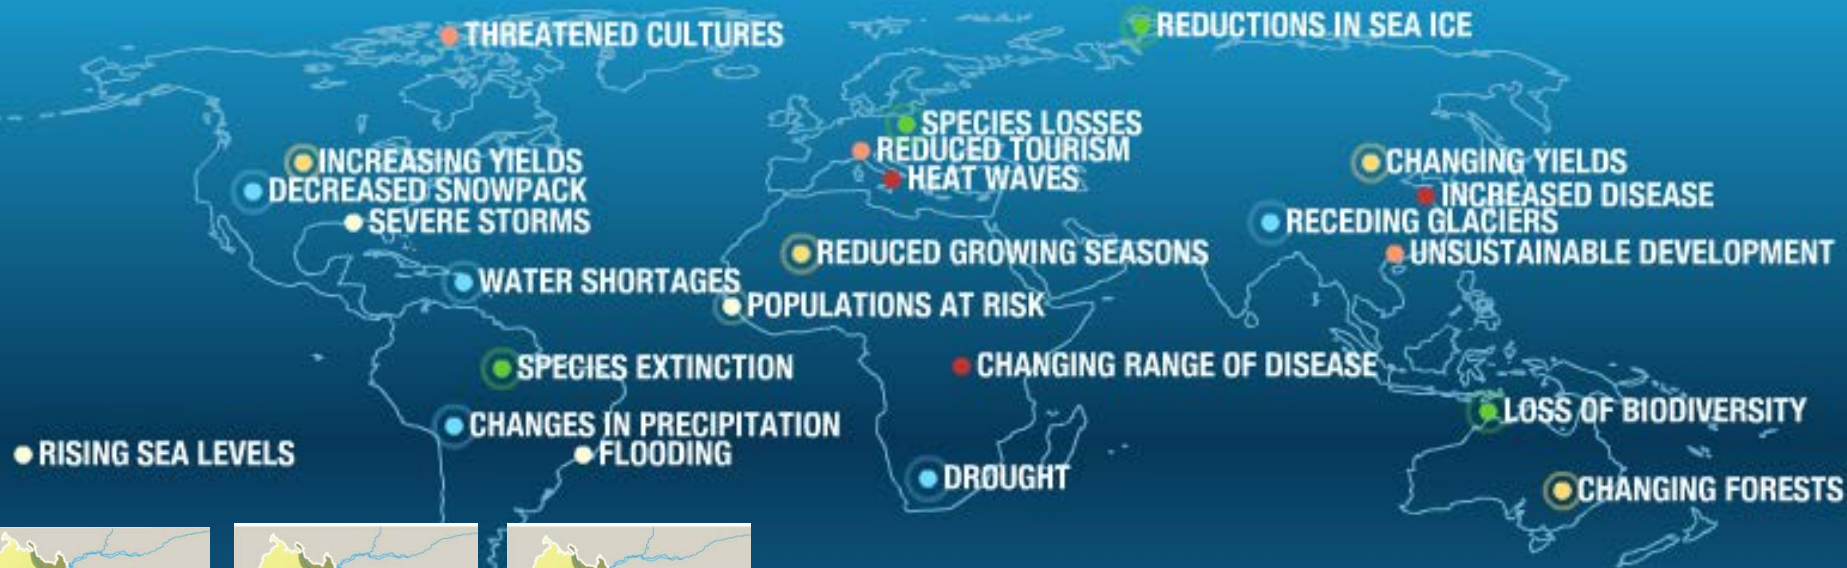 THREATENED CULTURES
REDUCTIONS IN SEA ICE
SPECIES LOSSES
REDUCED TOURISM
HEAT WAVES
INCREASING YIELDS
DECREASED SNOWPACK
SEVERE STORMS
CHANGING YIELDS
INCREASED DISEASE
RECEDING GLACIERS
UNSUSTAINABLE DEVELOPMENT
REDUCED GROWING SEASONS
WATER SHORTAGES
POPULATIONS AT RISK
SPECIES EXTINCTION
CHANGING RANGE OF DISEASE
CHANGES IN PRECIPITATION
LOSS OF BIODIVERSITY
RISING SEA LEVELS
FLOODING
DROUGHT
CHANGING FORESTS